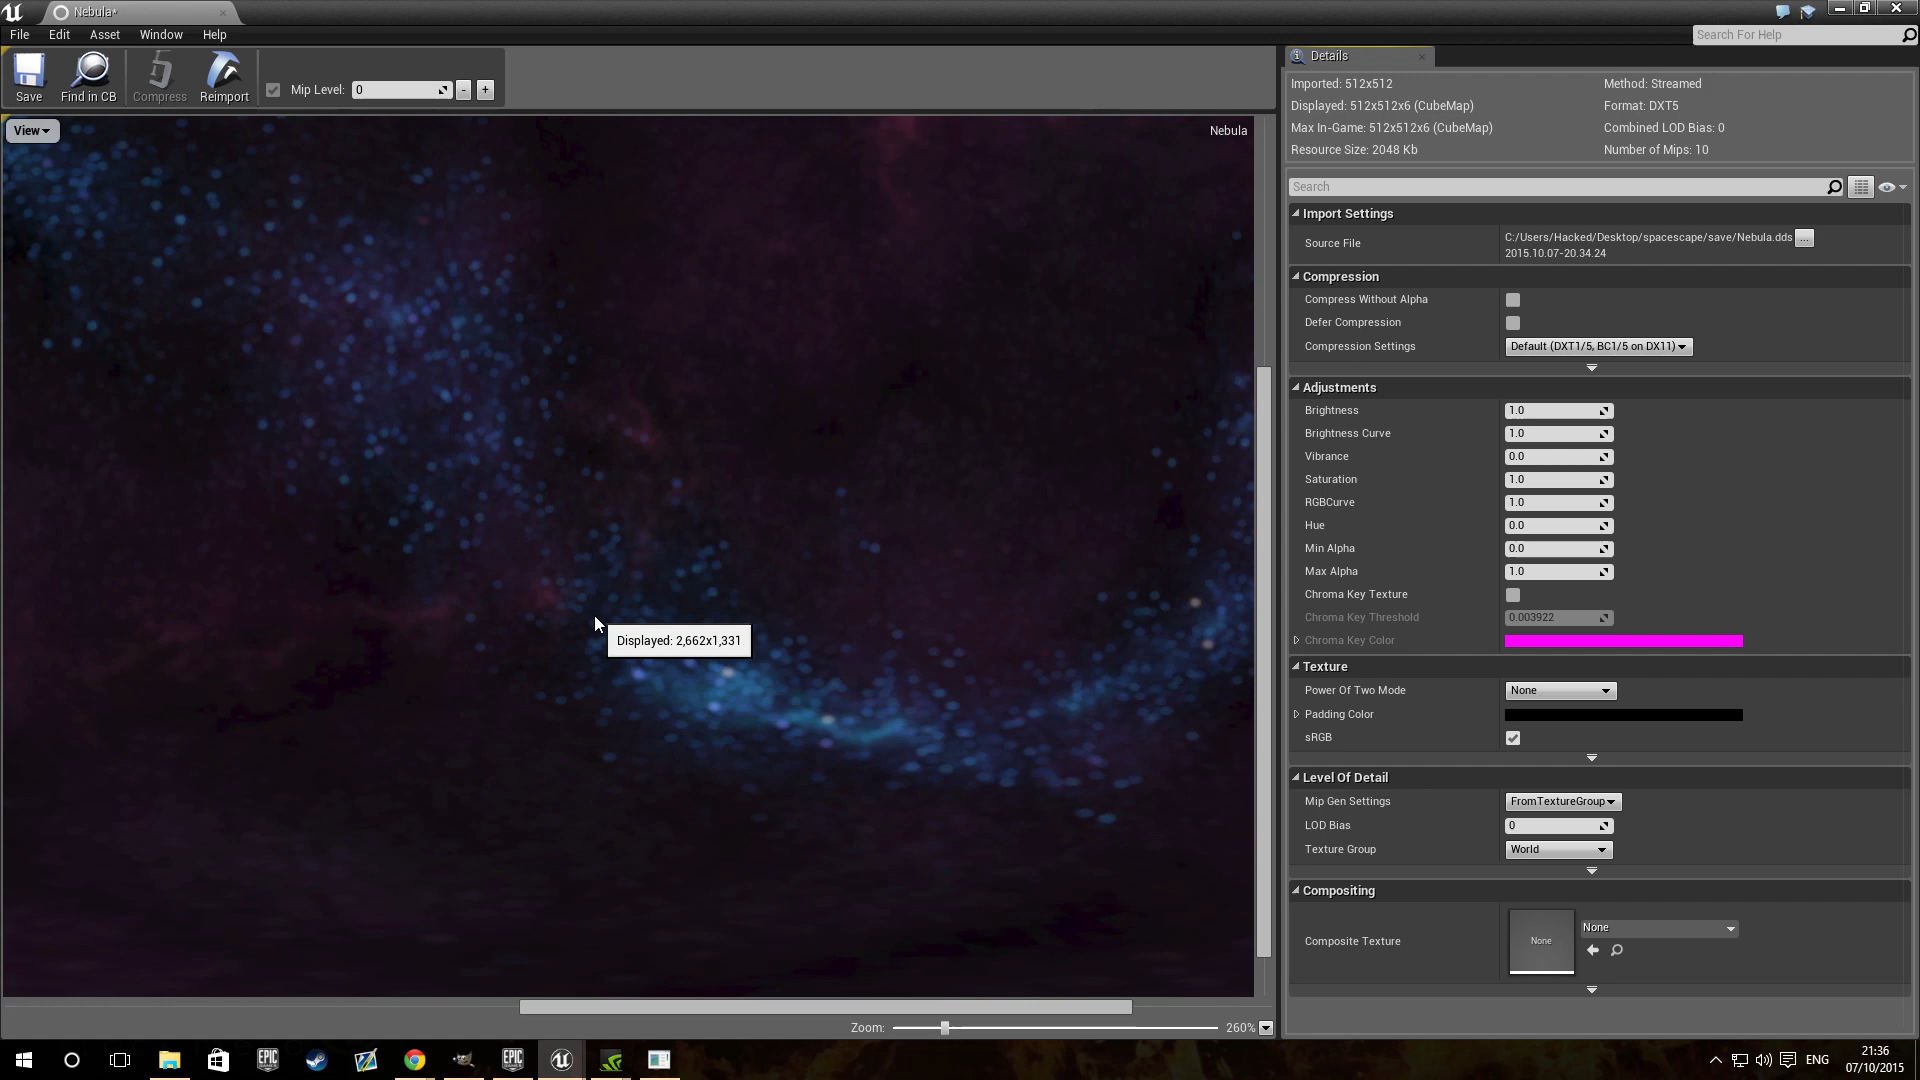 Nebula*
File Edit Asset Window Help
Search For Help
Save Find in CB Compress Reimport Mip Level: 0 - +
View
Nebula
Displayed: 2,662x1,331
Zoom: 260%
Details
Imported: 512x512 Method: Streamed
Displayed: 512x512x6 (CubeMap) Format: DXT5
Max In-Game: 512x512x6 (CubeMap) Combined LOD Bias: 0
Resource Size: 2048 Kb Number of Mips: 10
Search
Import Settings
Source File C:/Users/Hacked/Desktop/spacescape/save/Nebula.dds ...
2015.10.07-20.34.24
Compression
Compress Without Alpha
Defer Compression
Compression Settings Default (DXT1/5, BC1/5 on DX11)
Adjustments
Brightness 1.0
Brightness Curve 1.0
Vibrance 0.0
Saturation 1.0
RGBCurve 1.0
Hue 0.0
Min Alpha 0.0
Max Alpha 1.0
Chroma Key Texture
Chroma Key Threshold 0.003922
Chroma Key Color
Texture
Power Of Two Mode None
Padding Color
sRGB
Level Of Detail
Mip Gen Settings FromTextureGroup
LOD Bias 0
Texture Group World
Compositing
Composite Texture None None
EPIC GAMES EPIC GAMES ENG 21:36
07/10/2015